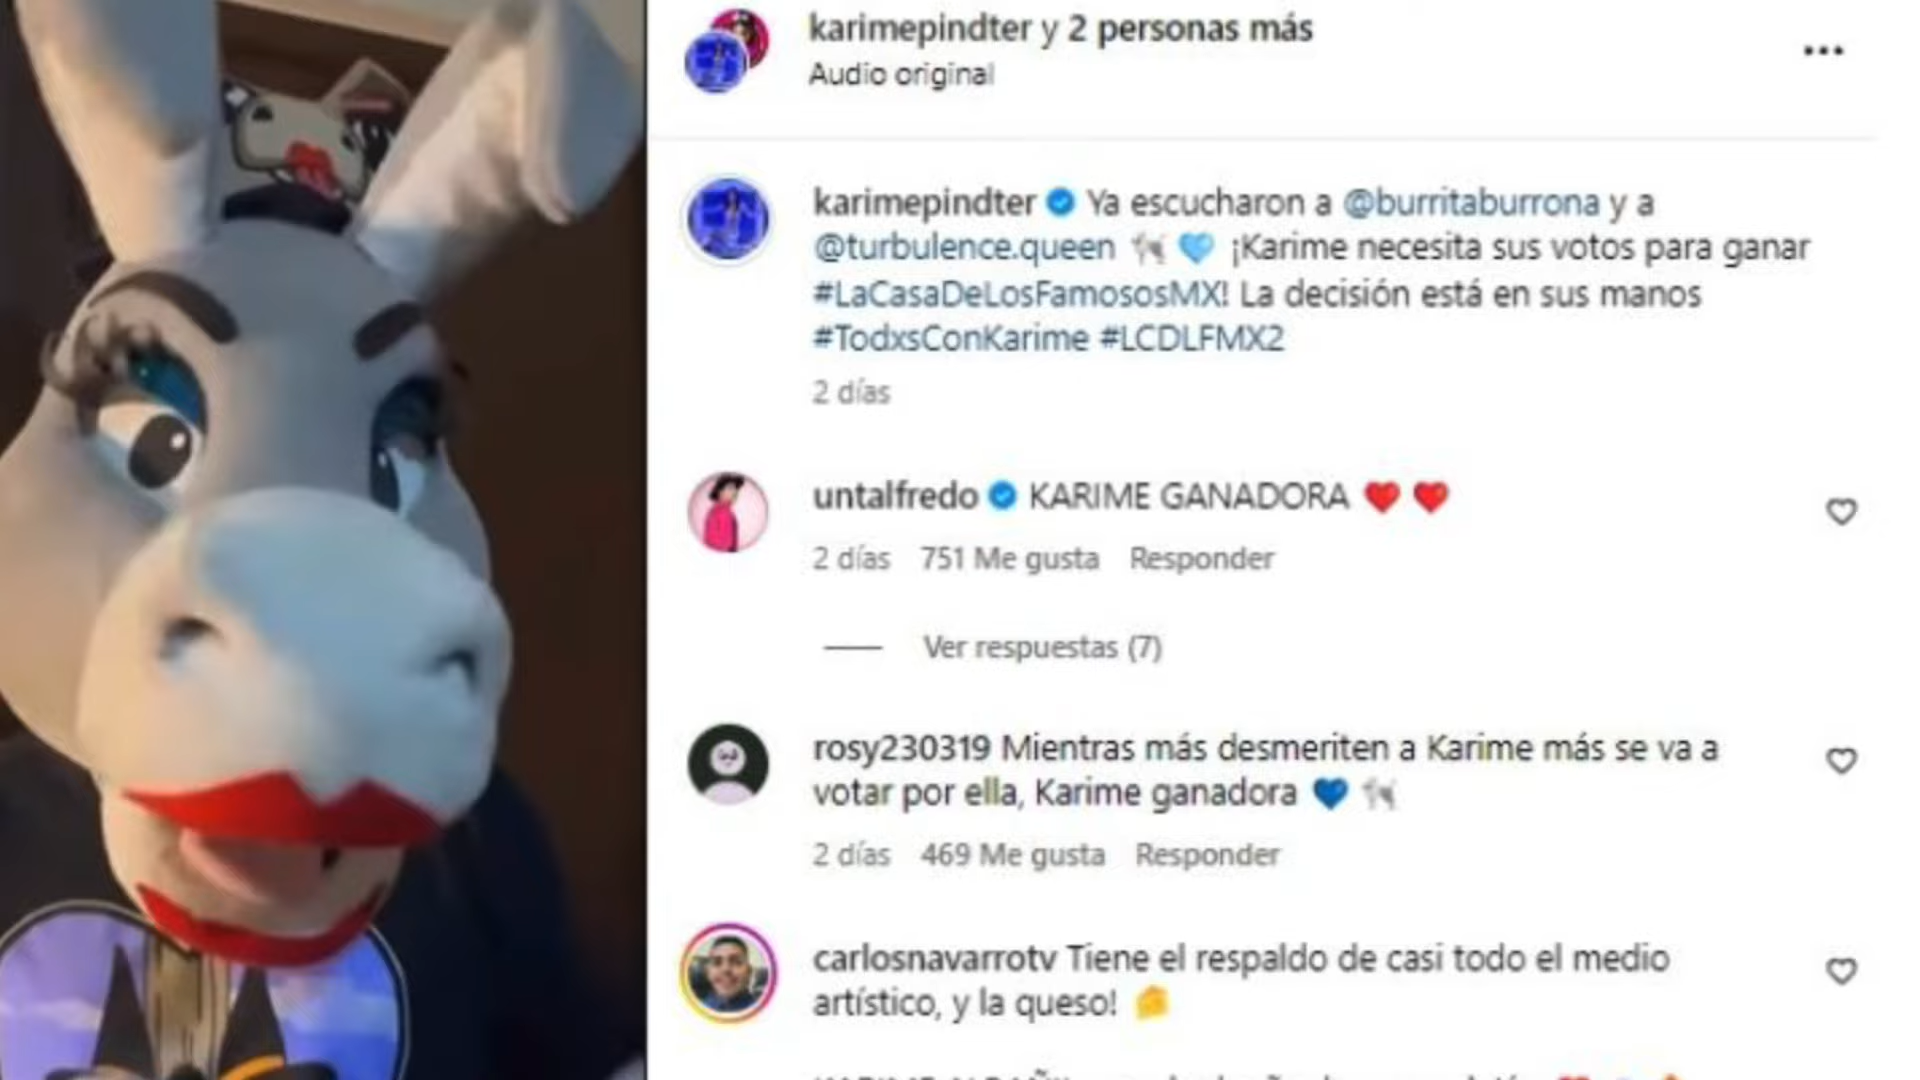 karimepindter y 2 personas más
Audio original
karimepindter Ya escucharon a @burritaburrona y a
@turbulence.queen ¡Karime necesita sus votos para ganar
#LaCasaDeLosFamososMX! La decisión está en sus manos
#TodxsConKarime #LCDLFMX2
2 días
untalfredo KARIME GANADORA
2 días 751 Me gusta Responder
Ver respuestas (7)
rosy230319 Mientras más desmeriten a Karime más se va a
votar por ella, Karime ganadora
2 días 469 Me gusta Responder
carlosnavarrotv Tiene el respaldo de casi todo el medio
artístico, y la queso!